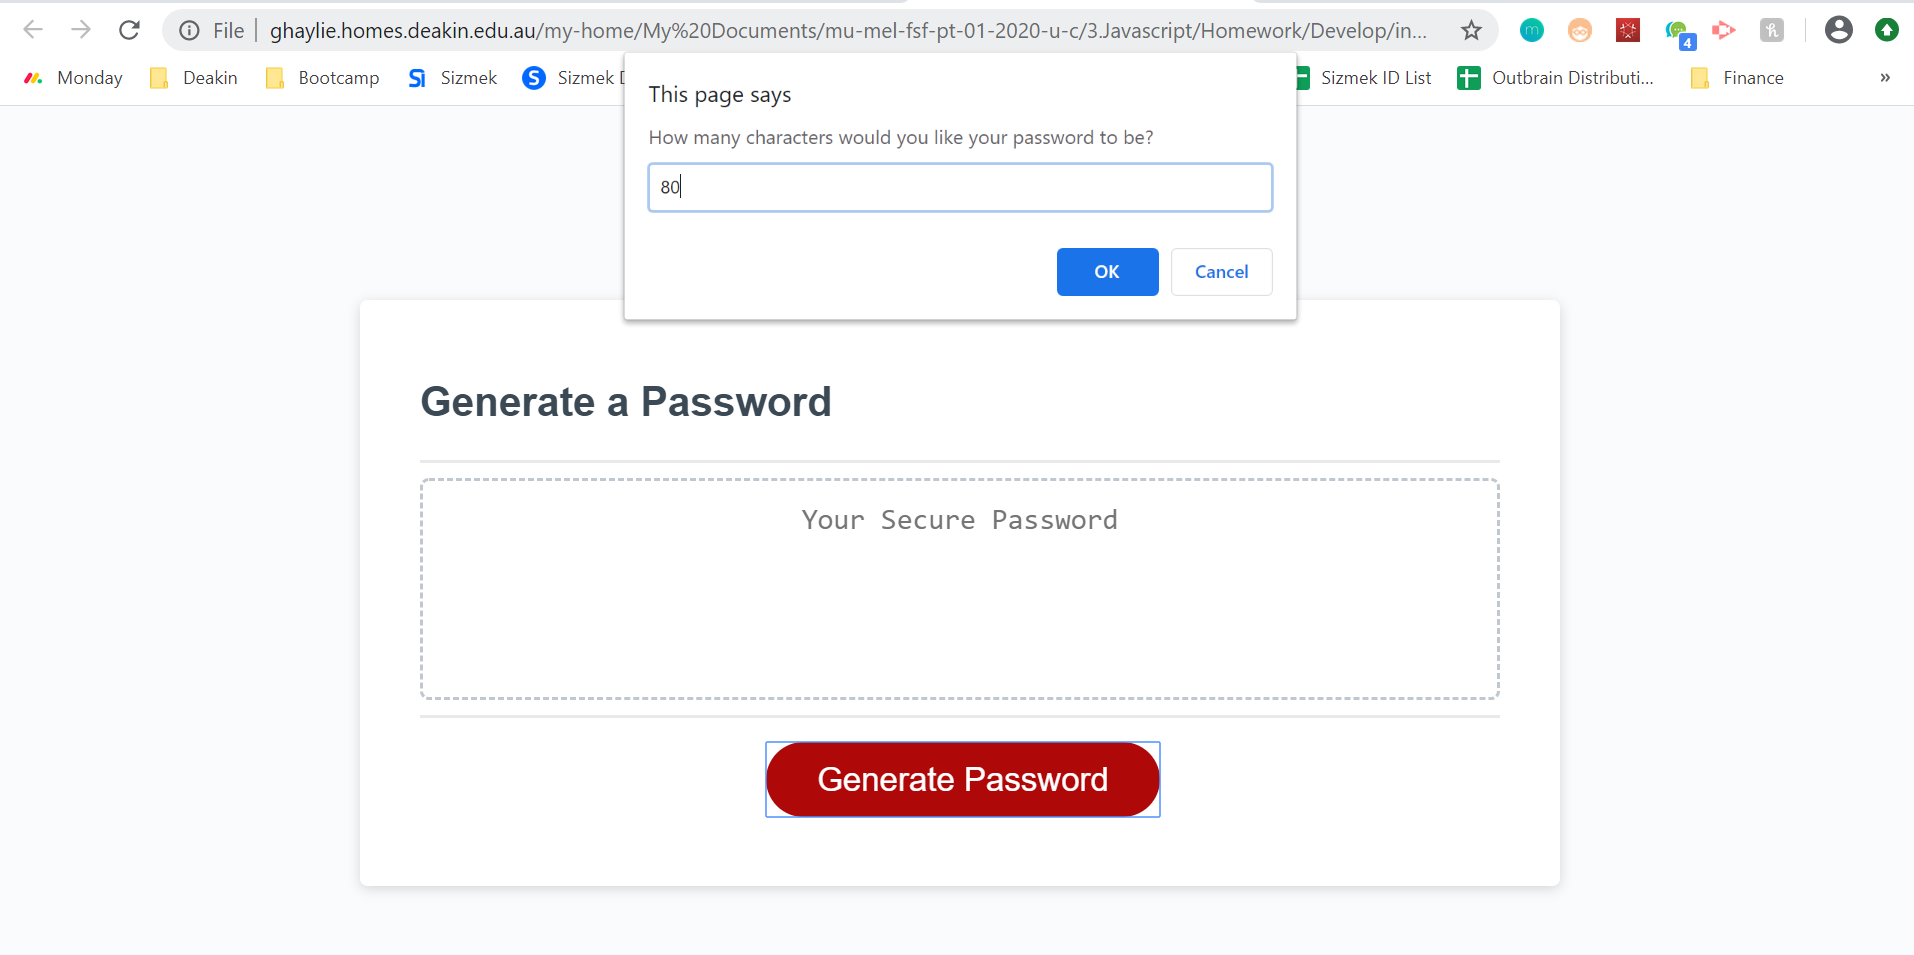 File ghaylie.homes.deakin.edu.au/my-home/My%20Documents/mu-mel-fsf-pt-01-2020-u-c/3.Javascript/Homework/Develop/in...
m 4 h
Monday Deakin Bootcamp Si Sizmek S Sizmek Sizmek ID List Outbrain Distributi... Finance »
This page says
How many characters would you like your password to be?
80
OK Cancel
Generate a Password
Your Secure Password
Generate Password